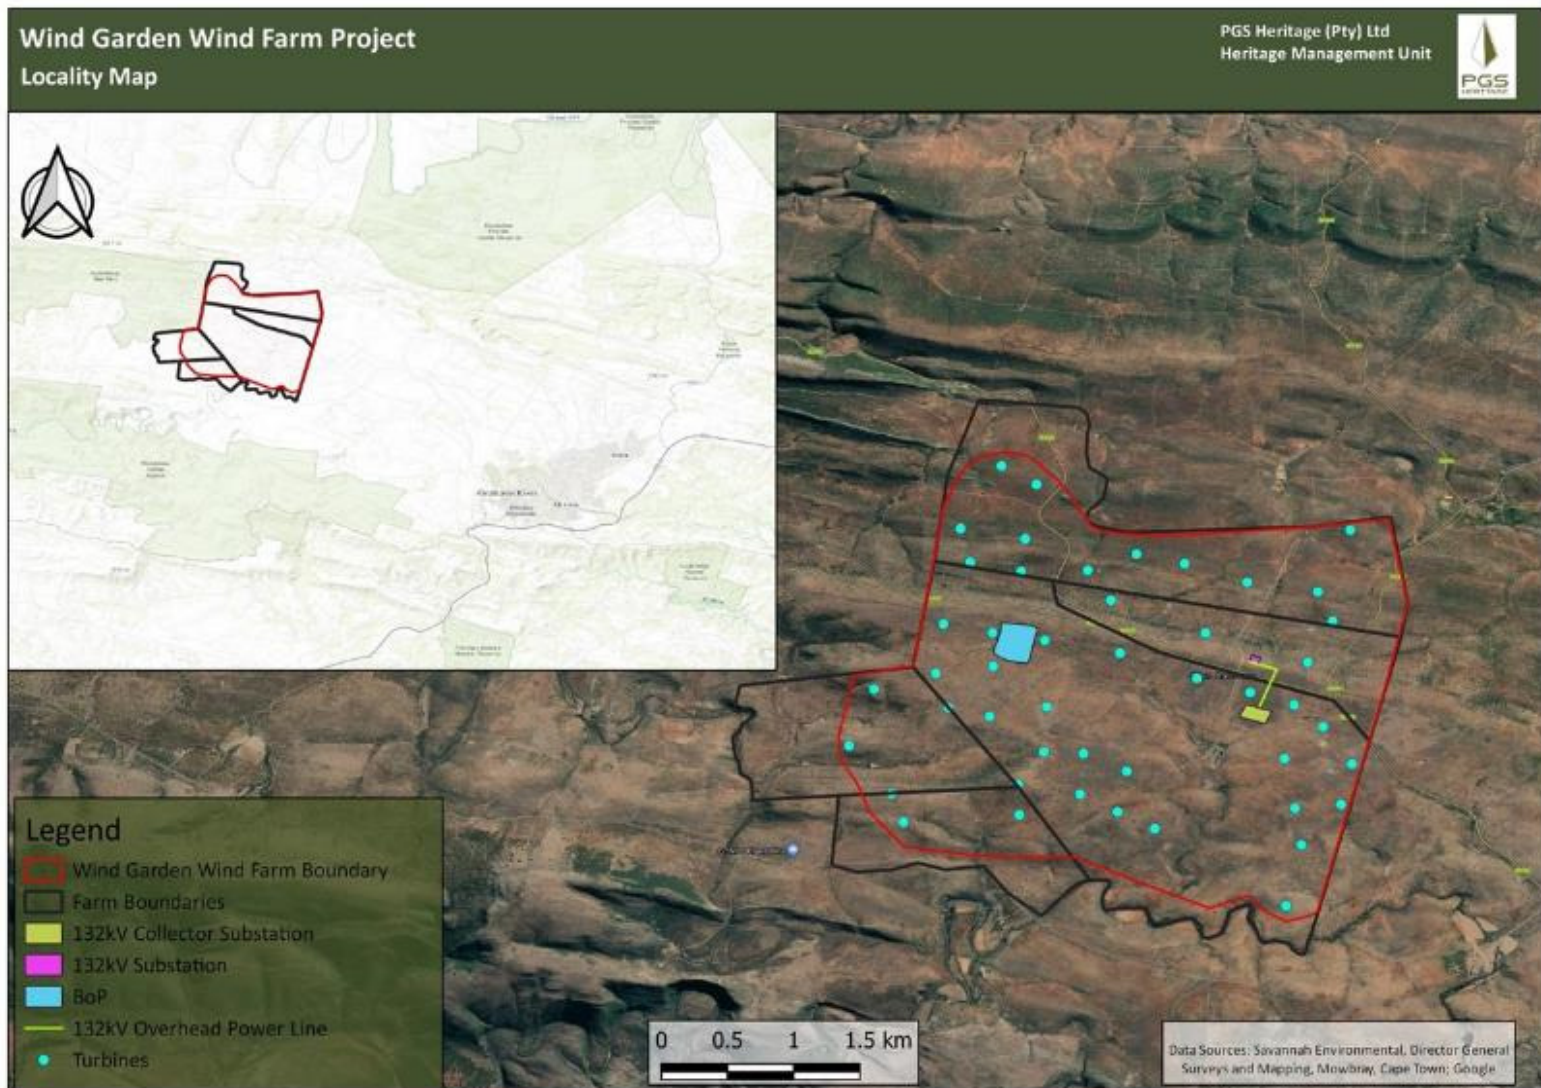 Wind Garden Wind Farm Project
Locality Map
PGS Heritage (Pty) Ltd
Heritage Management Unit
PGS
HERITAGE
Legend
Wind Garden Wind Farm Boundary
Farm Boundaries
132kV Collector Substation
132kV Substation
BoP
132kV Overhead Power Line
Turbines
0 0.5 1 1.5 km
Data Sources: Savannah Environmental, Director General
Surveys and Mapping, Mowbray, Cape Town; Google